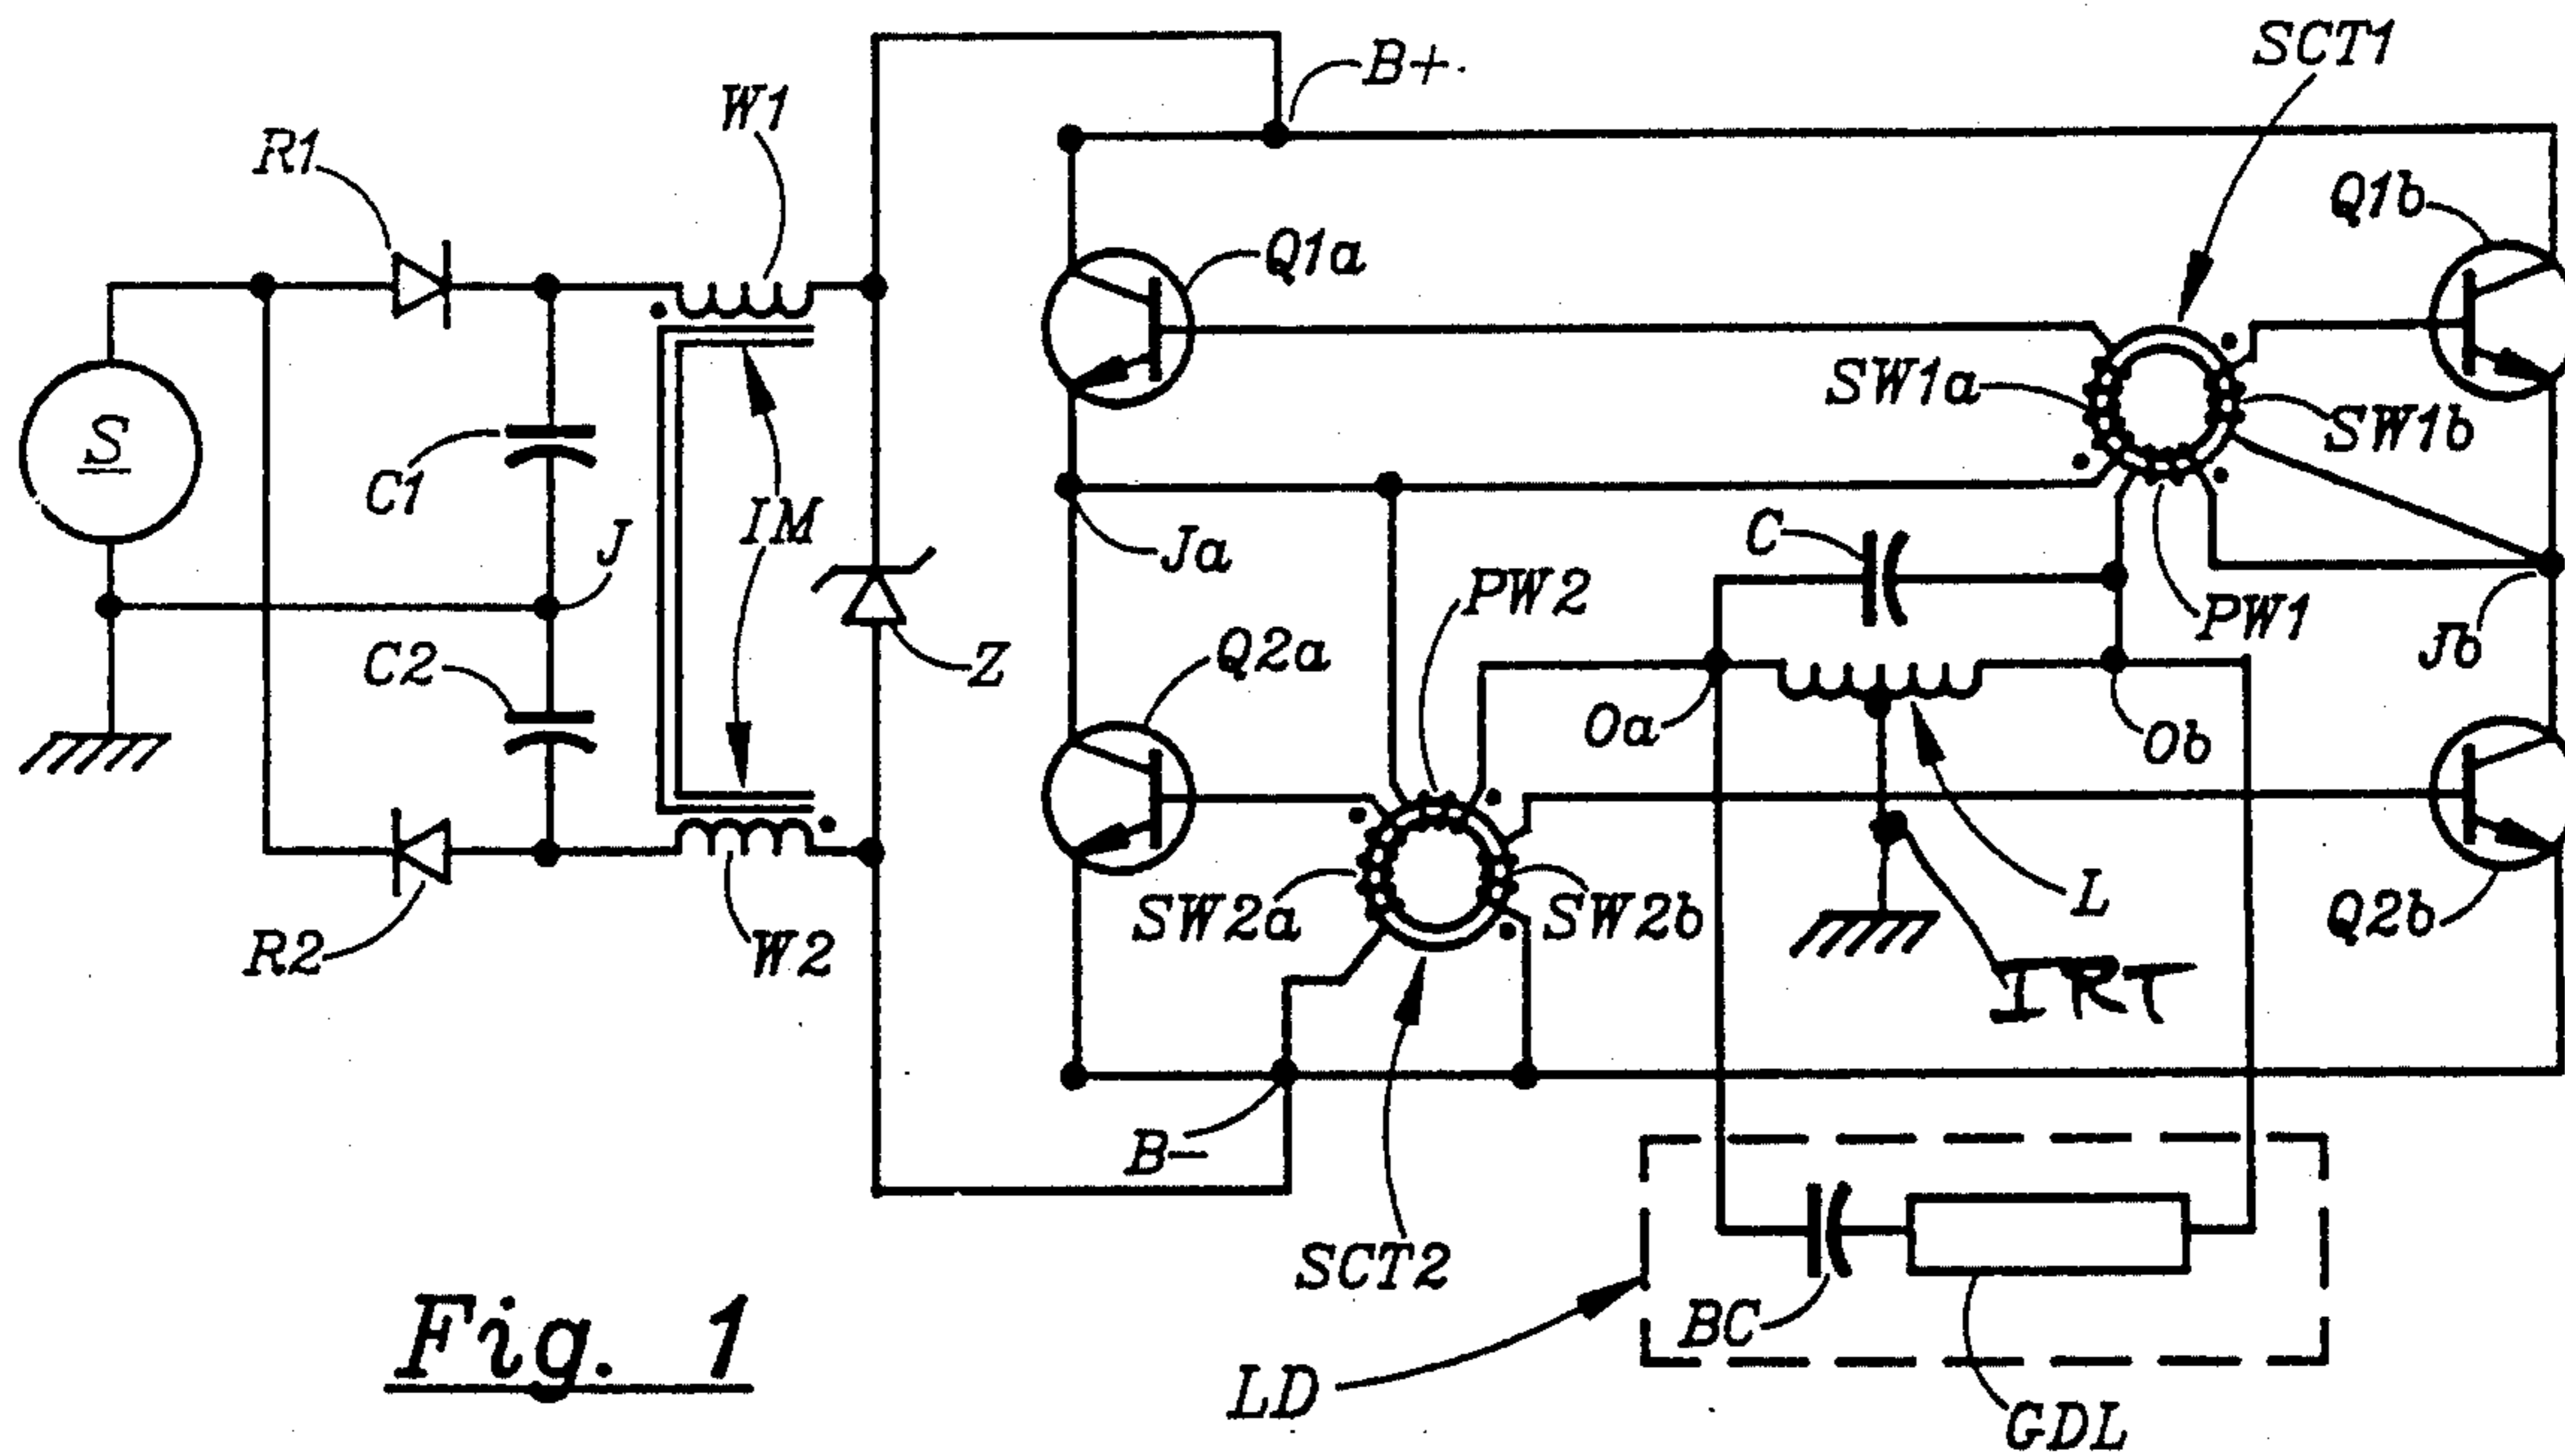 SCT1
B+
W1
R1
Q1b
Q1a
SW1a
S
SW1b
C1
IM
J
C
Ja
PW2
PW1
Jb
C2
Z
Q2a
Oa
Ob
L
SW2a
SW2b
Q2b
R2
W2
IRT
B-
SCT2
BC
LD
GDL
Fig. 1